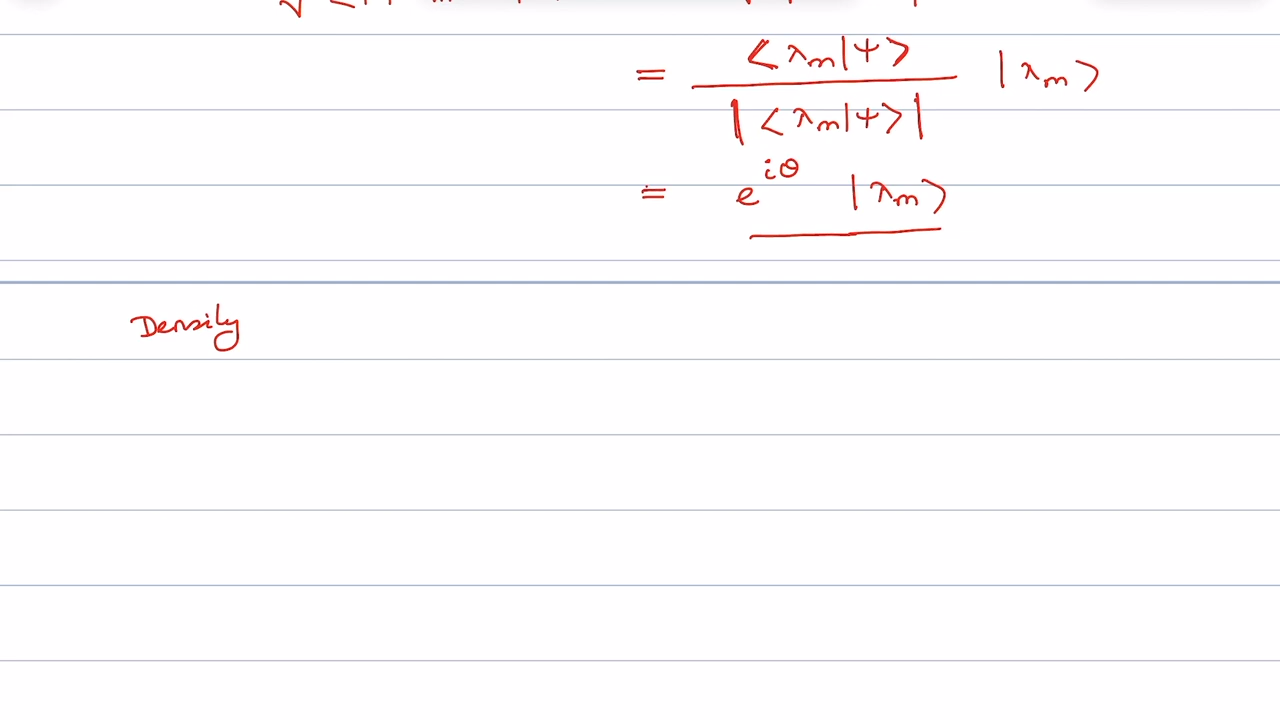 = <λm|ψ> / |<λm|ψ>| |λm>
= e^{iθ} |λm>
Density